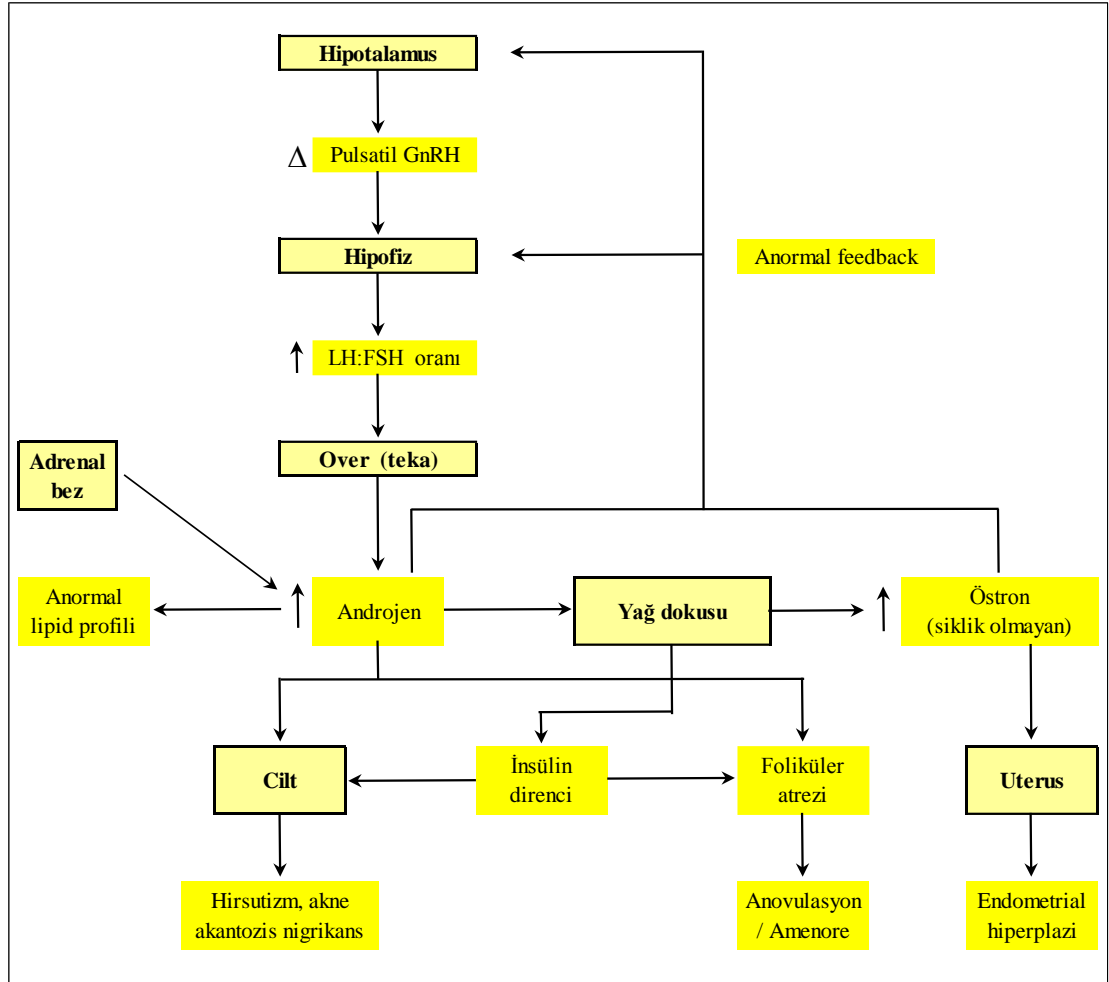 Hipotalamus
Δ Pulsatil GnRH
Hipofiz
Anormal feedback
↑ LH:FSH oranı
Over (teka)
Adrenal
bez
Anormal
lipid profili
↑ Androjen
Yağ dokusu
↑ Östron
(siklik olmayan)
Cilt
İnsülin
direnci
Foliküler
atrezi
Uterus
Hirsutizm, akne
akantozis nigrikans
Anovulasyon
/ Amenore
Endometrial
hiperplazi